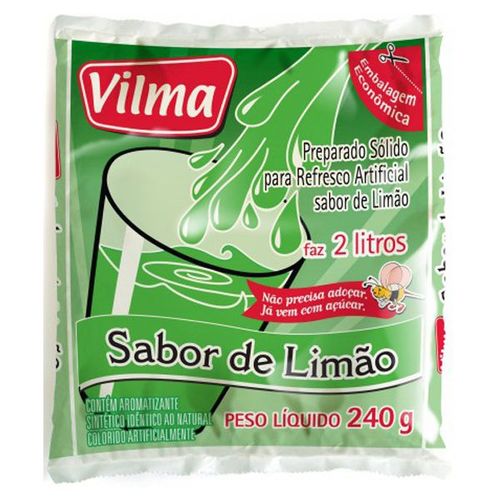 Vilma
Embalagem
Econômica
Preparado Sólido
para Refresco Artificial
sabor de Limão
faz 2 litros
Não precisa adoçar.
Já vem com açúcar.
Sabor de Limão
CONTÉM AROMATIZANTE
SINTÉTICO IDÊNTICO AO NATURAL
COLORIDO ARTIFICIALMENTE
PESO LÍQUIDO 240 g